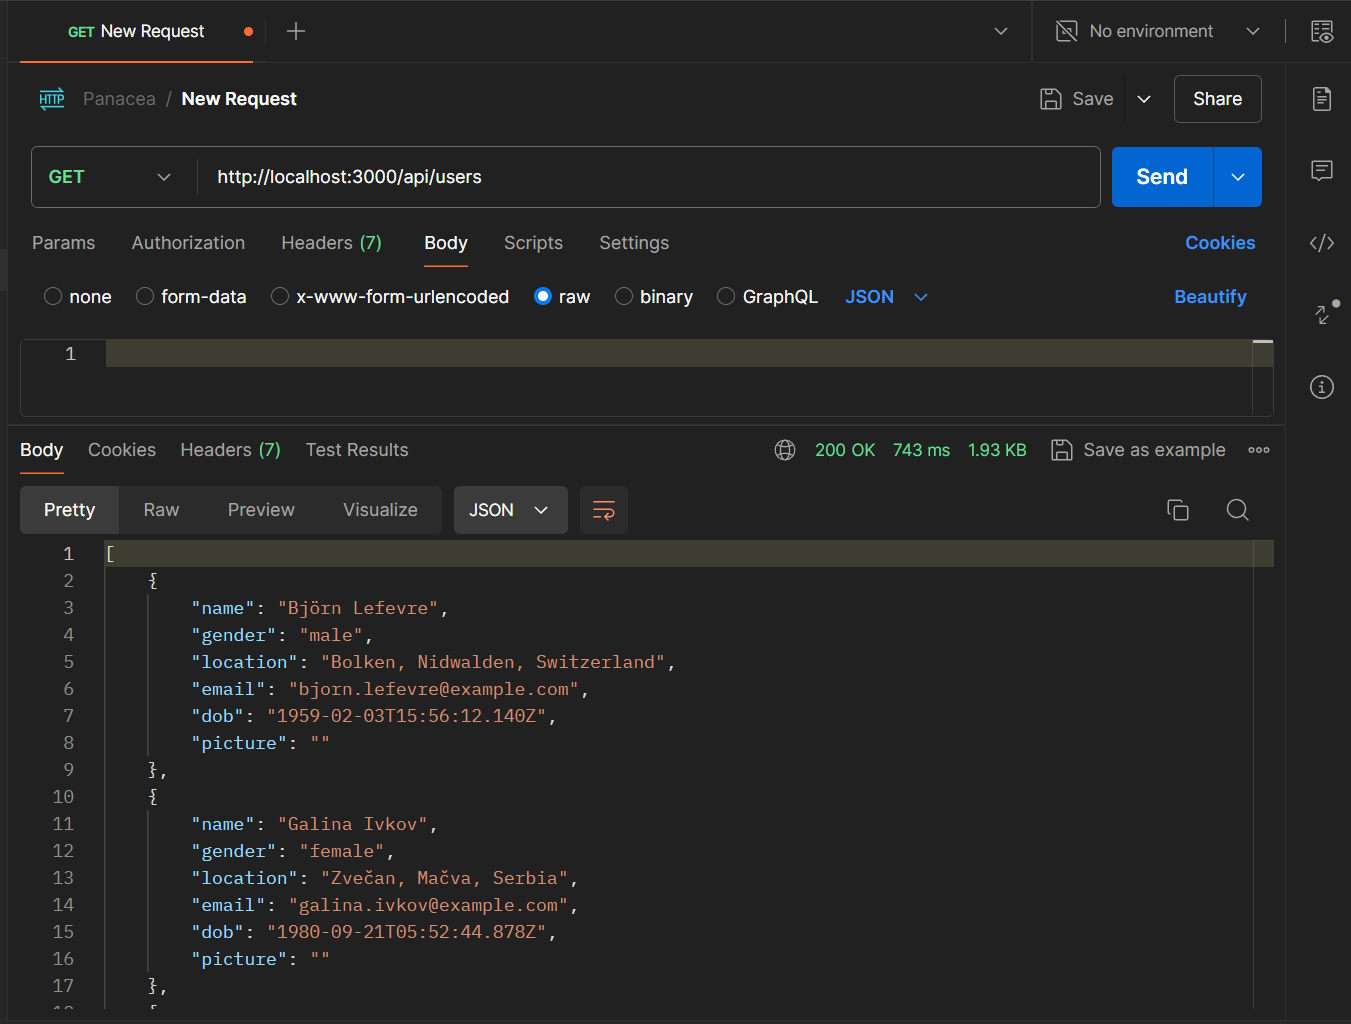 GET New Request
No environment
HTTP Panacea / New Request
Save
Share
GET
http://localhost:3000/api/users
Send
Params Authorization Headers (7) Body Scripts Settings Cookies
none form-data x-www-form-urlencoded raw binary GraphQL JSON Beautify
1
Body Cookies Headers (7) Test Results 200 OK 743 ms 1.93 KB Save as example
Pretty Raw Preview Visualize JSON
1 [
2 {
3 "name": "Björn Lefevre",
4 "gender": "male",
5 "location": "Bolken, Nidwalden, Switzerland",
6 "email": "bjorn.lefevre@example.com",
7 "dob": "1959-02-03T15:56:12.140Z",
8 "picture": ""
9 },
10 {
11 "name": "Galina Ivkov",
12 "gender": "female",
13 "location": "Zvečan, Mačva, Serbia",
14 "email": "galina.ivkov@example.com",
15 "dob": "1980-09-21T05:52:44.878Z",
16 "picture": ""
17 },